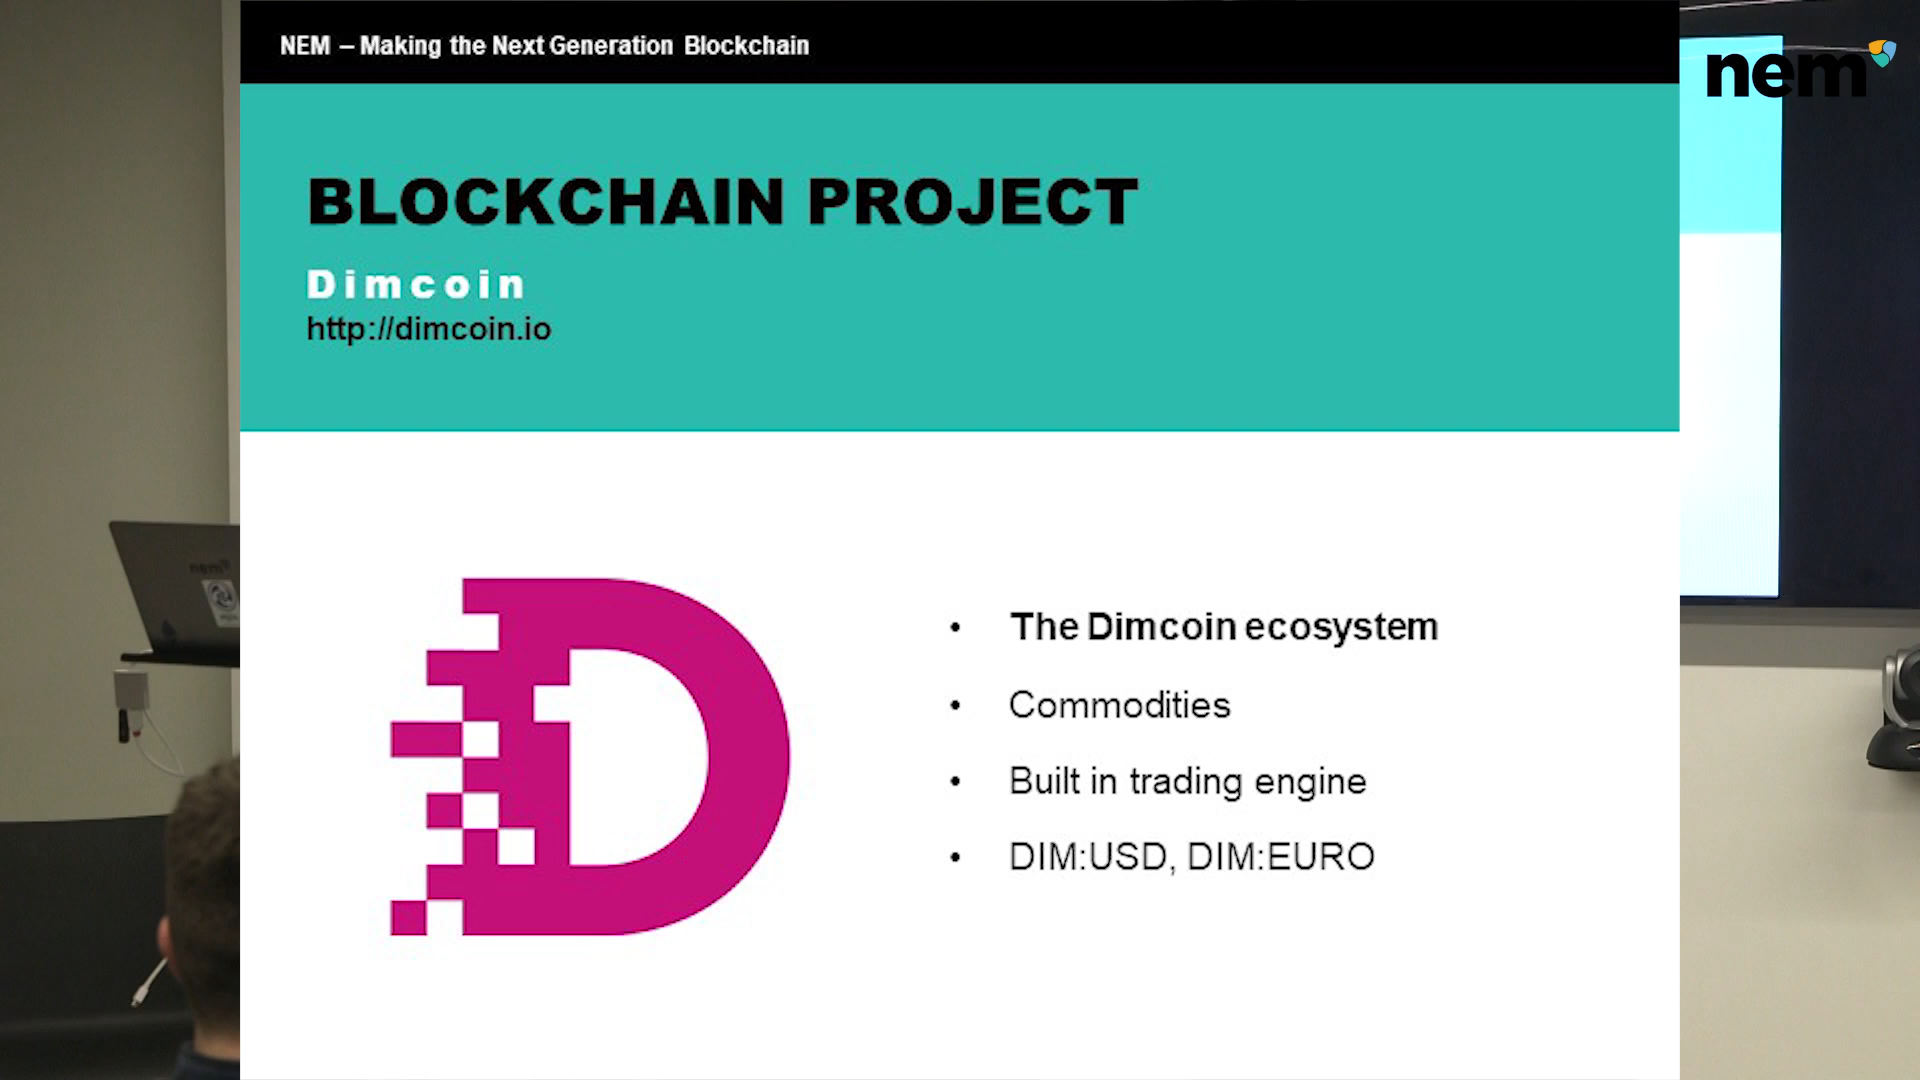 NEM – Making the Next Generation Blockchain
nem
BLOCKCHAIN PROJECT
Dimcoin
http://dimcoin.io
• The Dimcoin ecosystem
• Commodities
• Built in trading engine
• DIM:USD, DIM:EURO
nem